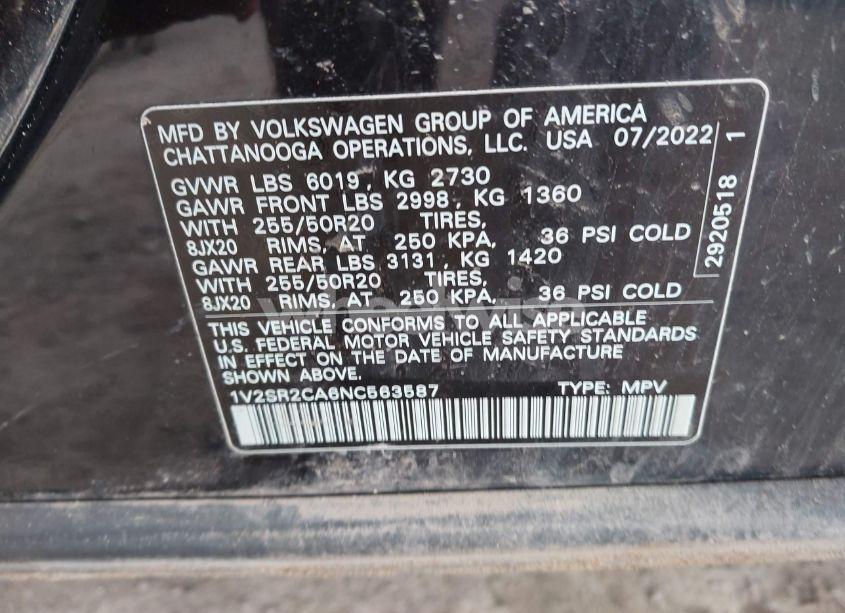 MFD BY VOLKSWAGEN GROUP OF AMERICA
CHATTANOOGA OPERATIONS, LLC. USA 07/2022
GVWR LBS 6019, KG 2730
GAWR FRONT LBS 2998, KG 1360
WITH 255/50R20 TIRES,
8JX20 RIMS, AT 250 KPA, 36 PSI COLD
GAWR REAR LBS 3131, KG 1420
WITH 255/50R20 TIRES,
8JX20 RIMS, AT 250 KPA, 36 PSI COLD
THIS VEHICLE CONFORMS TO ALL APPLICABLE
U.S. FEDERAL MOTOR VEHICLE SAFETY STANDARDS
IN EFFECT ON THE DATE OF MANUFACTURE
SHOWN ABOVE.
1V2SR2CA6NC563587 TYPE: MPV
2920518 1